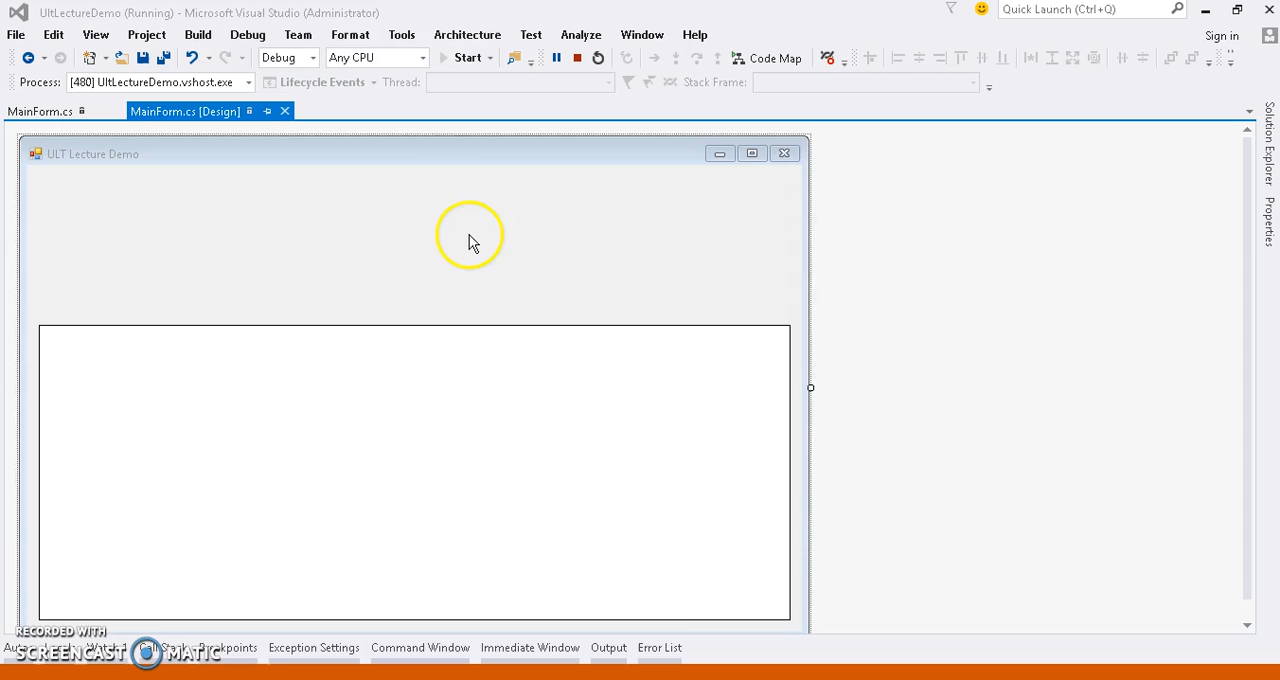 UltLectureDemo (Running) - Microsoft Visual Studio (Administrator)
Quick Launch (Ctrl+Q)
File Edit View Project Build Debug Team Format Tools Architecture Test Analyze Window Help
Sign in
Debug Any CPU Start Code Map
Process: [480] UltLectureDemo.vshost.exe Lifecycle Events Thread: Stack Frame:
MainForm.cs MainForm.cs [Design]
Solution Explorer
Properties
ULT Lecture Demo
RECORDED WITH
SCREENCAST MATIC
Breakpoints Exception Settings Command Window Immediate Window Output Error List